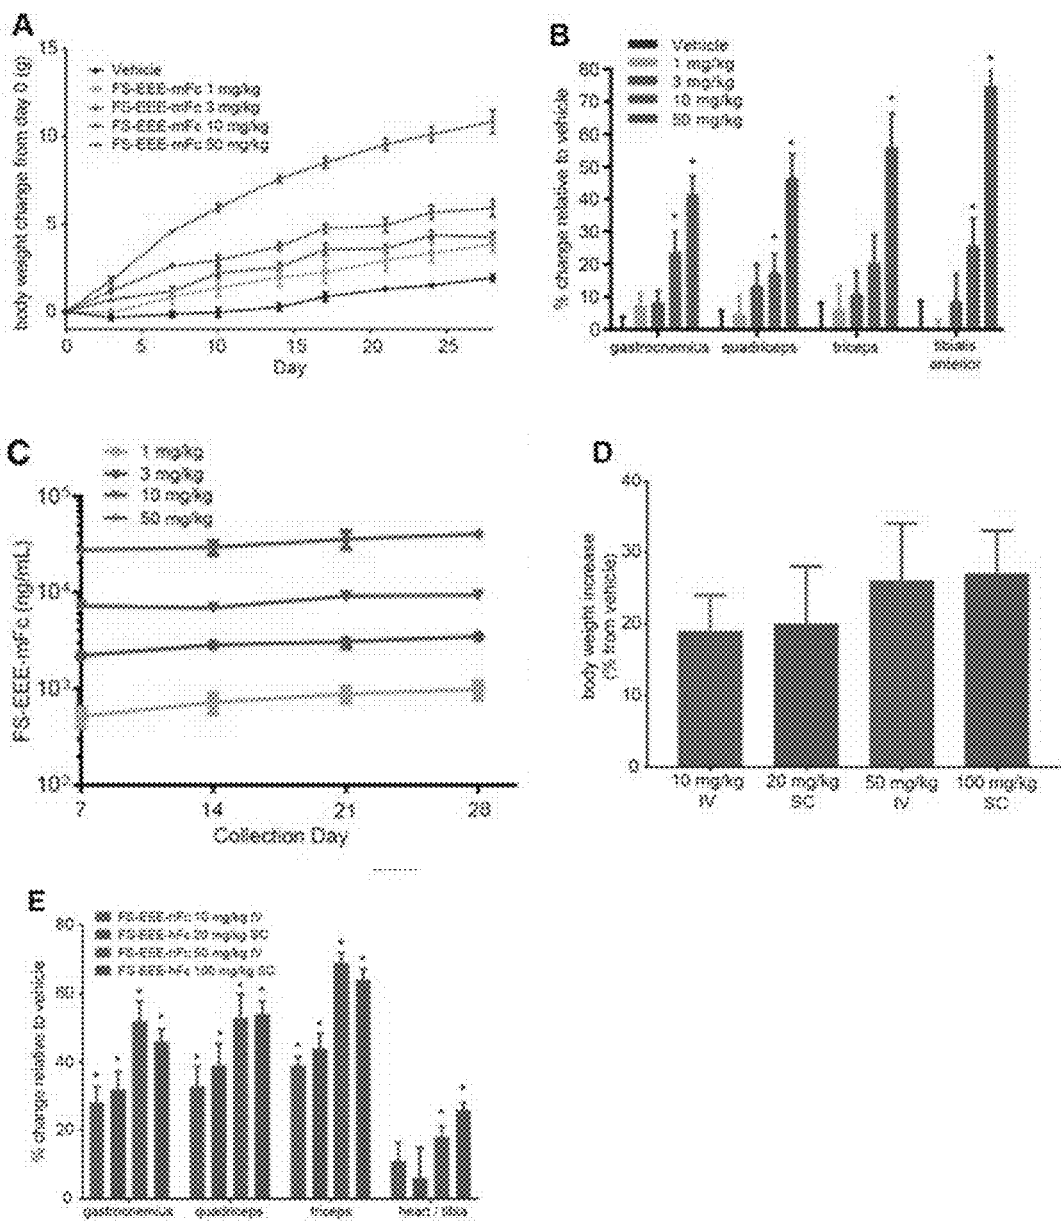 A
body weight change from day 0 (g)
15
10
5
0
Vehicle
FS-EEE-mFc 1 mg/kg
FS-EEE-mFc 3 mg/kg
FS-EEE-mFc 10 mg/kg
FS-EEE-mFc 50 mg/kg
0 5 10 15 20 25
Day
B
% change relative to vehicle
80
70
60
50
40
30
20
10
0
Vehicle
1 mg/kg
3 mg/kg
10 mg/kg
50 mg/kg
gastrocnemius quadriceps triceps tibialis
anterior
C
FS-EEE-mFc (ng/mL)
1 mg/kg
3 mg/kg
10 mg/kg
50 mg/kg
10⁴
10³
7 14 21 28
Collection Day
D
body weight increase
(% from vehicle)
40
30
20
10
0
10 mg/kg 20 mg/kg 50 mg/kg 100 mg/kg
IV SC IV SC
E
% change relative to vehicle
80
60
40
20
0
10 mg/kg IV
FS-EEE-hFc 20 mg/kg SC
50 mg/kg IV
FS-EEE-hFc 100 mg/kg SC
gastrocnemius quadriceps triceps heart / tibia